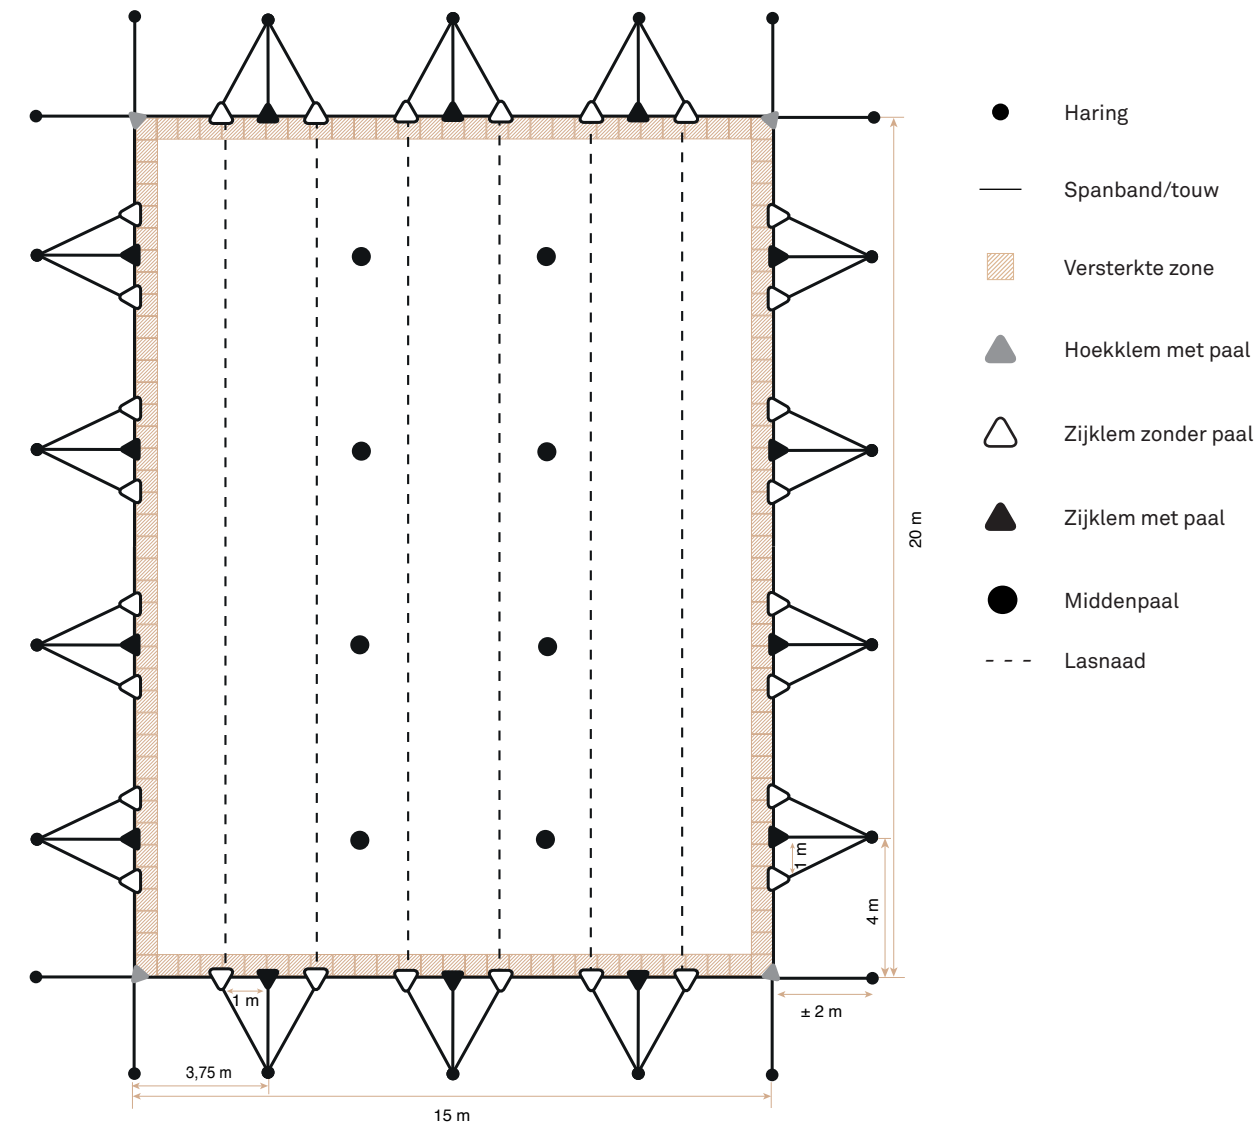 Haring
Spanband/touw
Versterkte zone
Hoekklem met paal
Zijklem zonder paal
20 m
Zijklem met paal
Middenpaal
Lasnaad
1 m
4 m
1 m
± 2 m
3,75 m
15 m